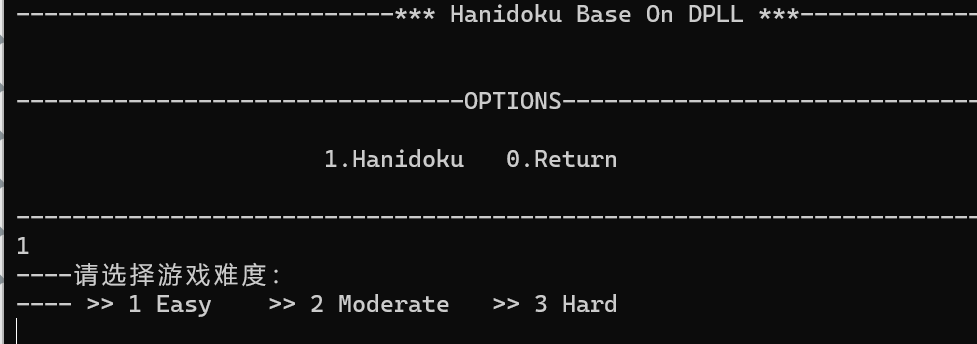 ----------------------------*** Hanidoku Base On DPLL ***-------------
--------------------------------OPTIONS------------------------------
1.Hanidoku   0.Return
---------------------------------------------------------------------
1
----请选择游戏难度:
---- >> 1 Easy    >> 2 Moderate   >> 3 Hard